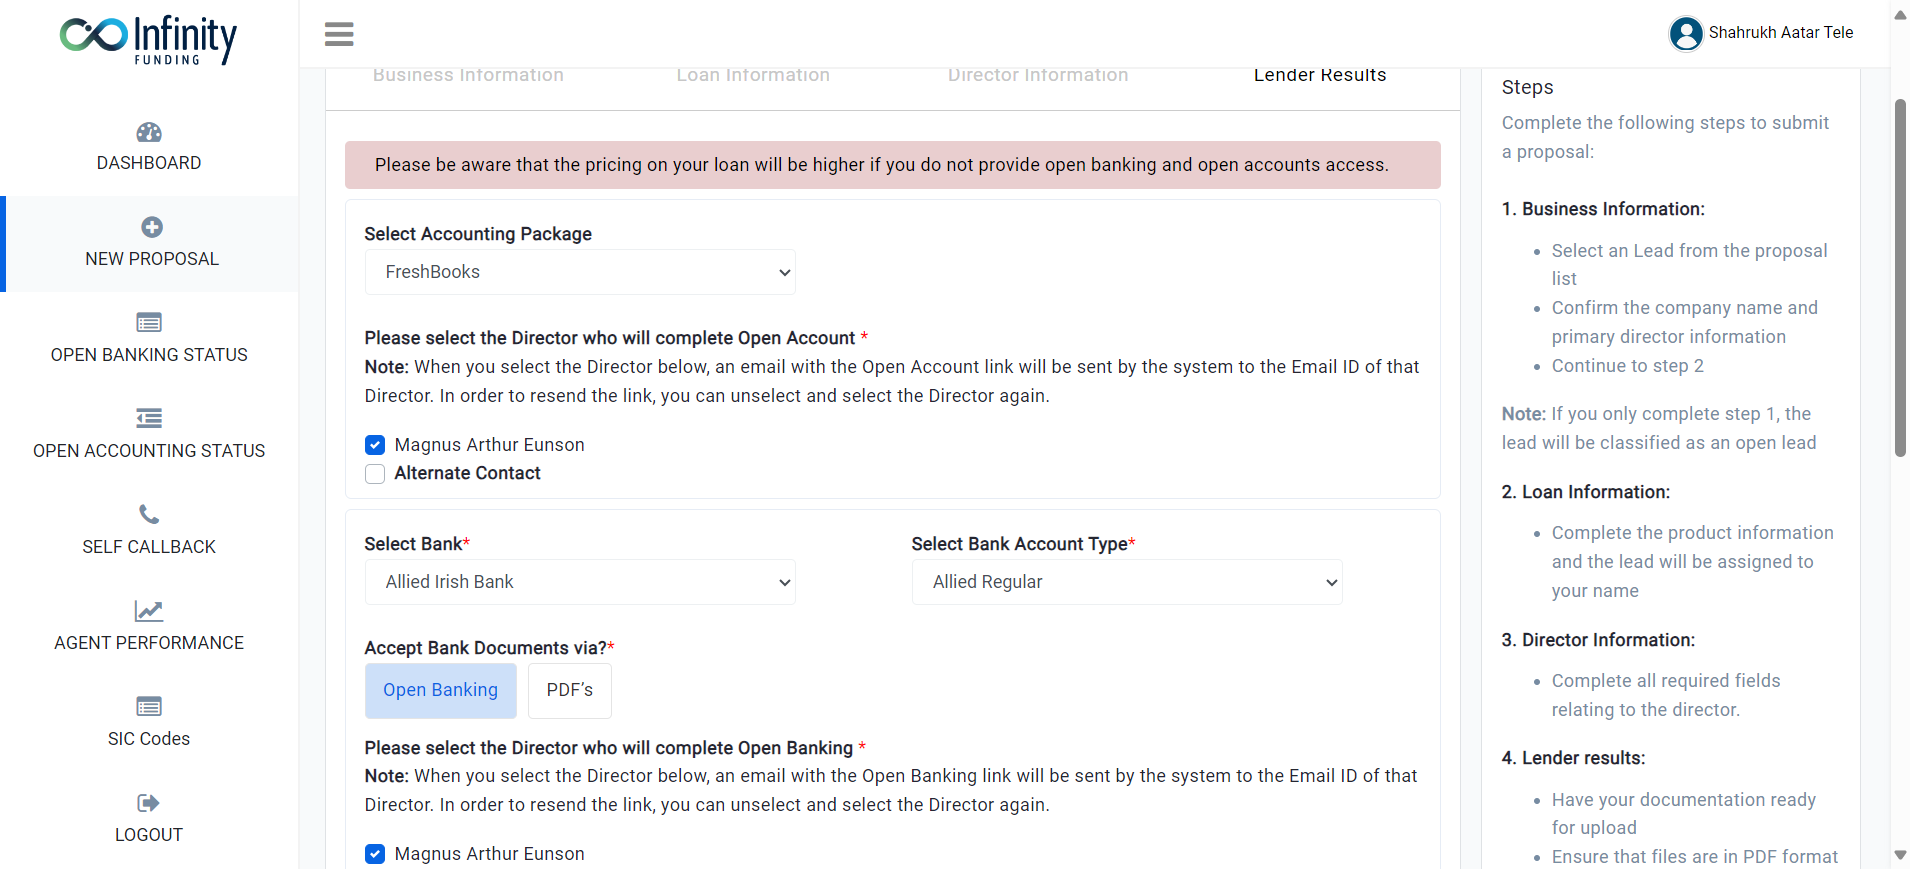 Infinity
FUNDING
DASHBOARD
NEW PROPOSAL
OPEN BANKING STATUS
OPEN ACCOUNTING STATUS
SELF CALLBACK
AGENT PERFORMANCE
SIC Codes
LOGOUT
Shahrukh Aatar Tele
Business Information
Loan Information
Director Information
Lender Results
Please be aware that the pricing on your loan will be higher if you do not provide open banking and open accounts access.
Select Accounting Package
FreshBooks
Please select the Director who will complete Open Account *
Note: When you select the Director below, an email with the Open Account link will be sent by the system to the Email ID of that
Director. In order to resend the link, you can unselect and select the Director again.
Magnus Arthur Eunson
Alternate Contact
Select Bank*
Allied Irish Bank
Select Bank Account Type*
Allied Regular
Accept Bank Documents via?*
Open Banking
PDF’s
Please select the Director who will complete Open Banking *
Note: When you select the Director below, an email with the Open Banking link will be sent by the system to the Email ID of that
Director. In order to resend the link, you can unselect and select the Director again.
Magnus Arthur Eunson
Steps
Complete the following steps to submit
a proposal:
1. Business Information:
• Select an Lead from the proposal
list
• Confirm the company name and
primary director information
• Continue to step 2
Note: If you only complete step 1, the
lead will be classified as an open lead
2. Loan Information:
• Complete the product information
and the lead will be assigned to
your name
3. Director Information:
• Complete all required fields
relating to the director.
4. Lender results:
• Have your documentation ready
for upload
• Ensure that files are in PDF format